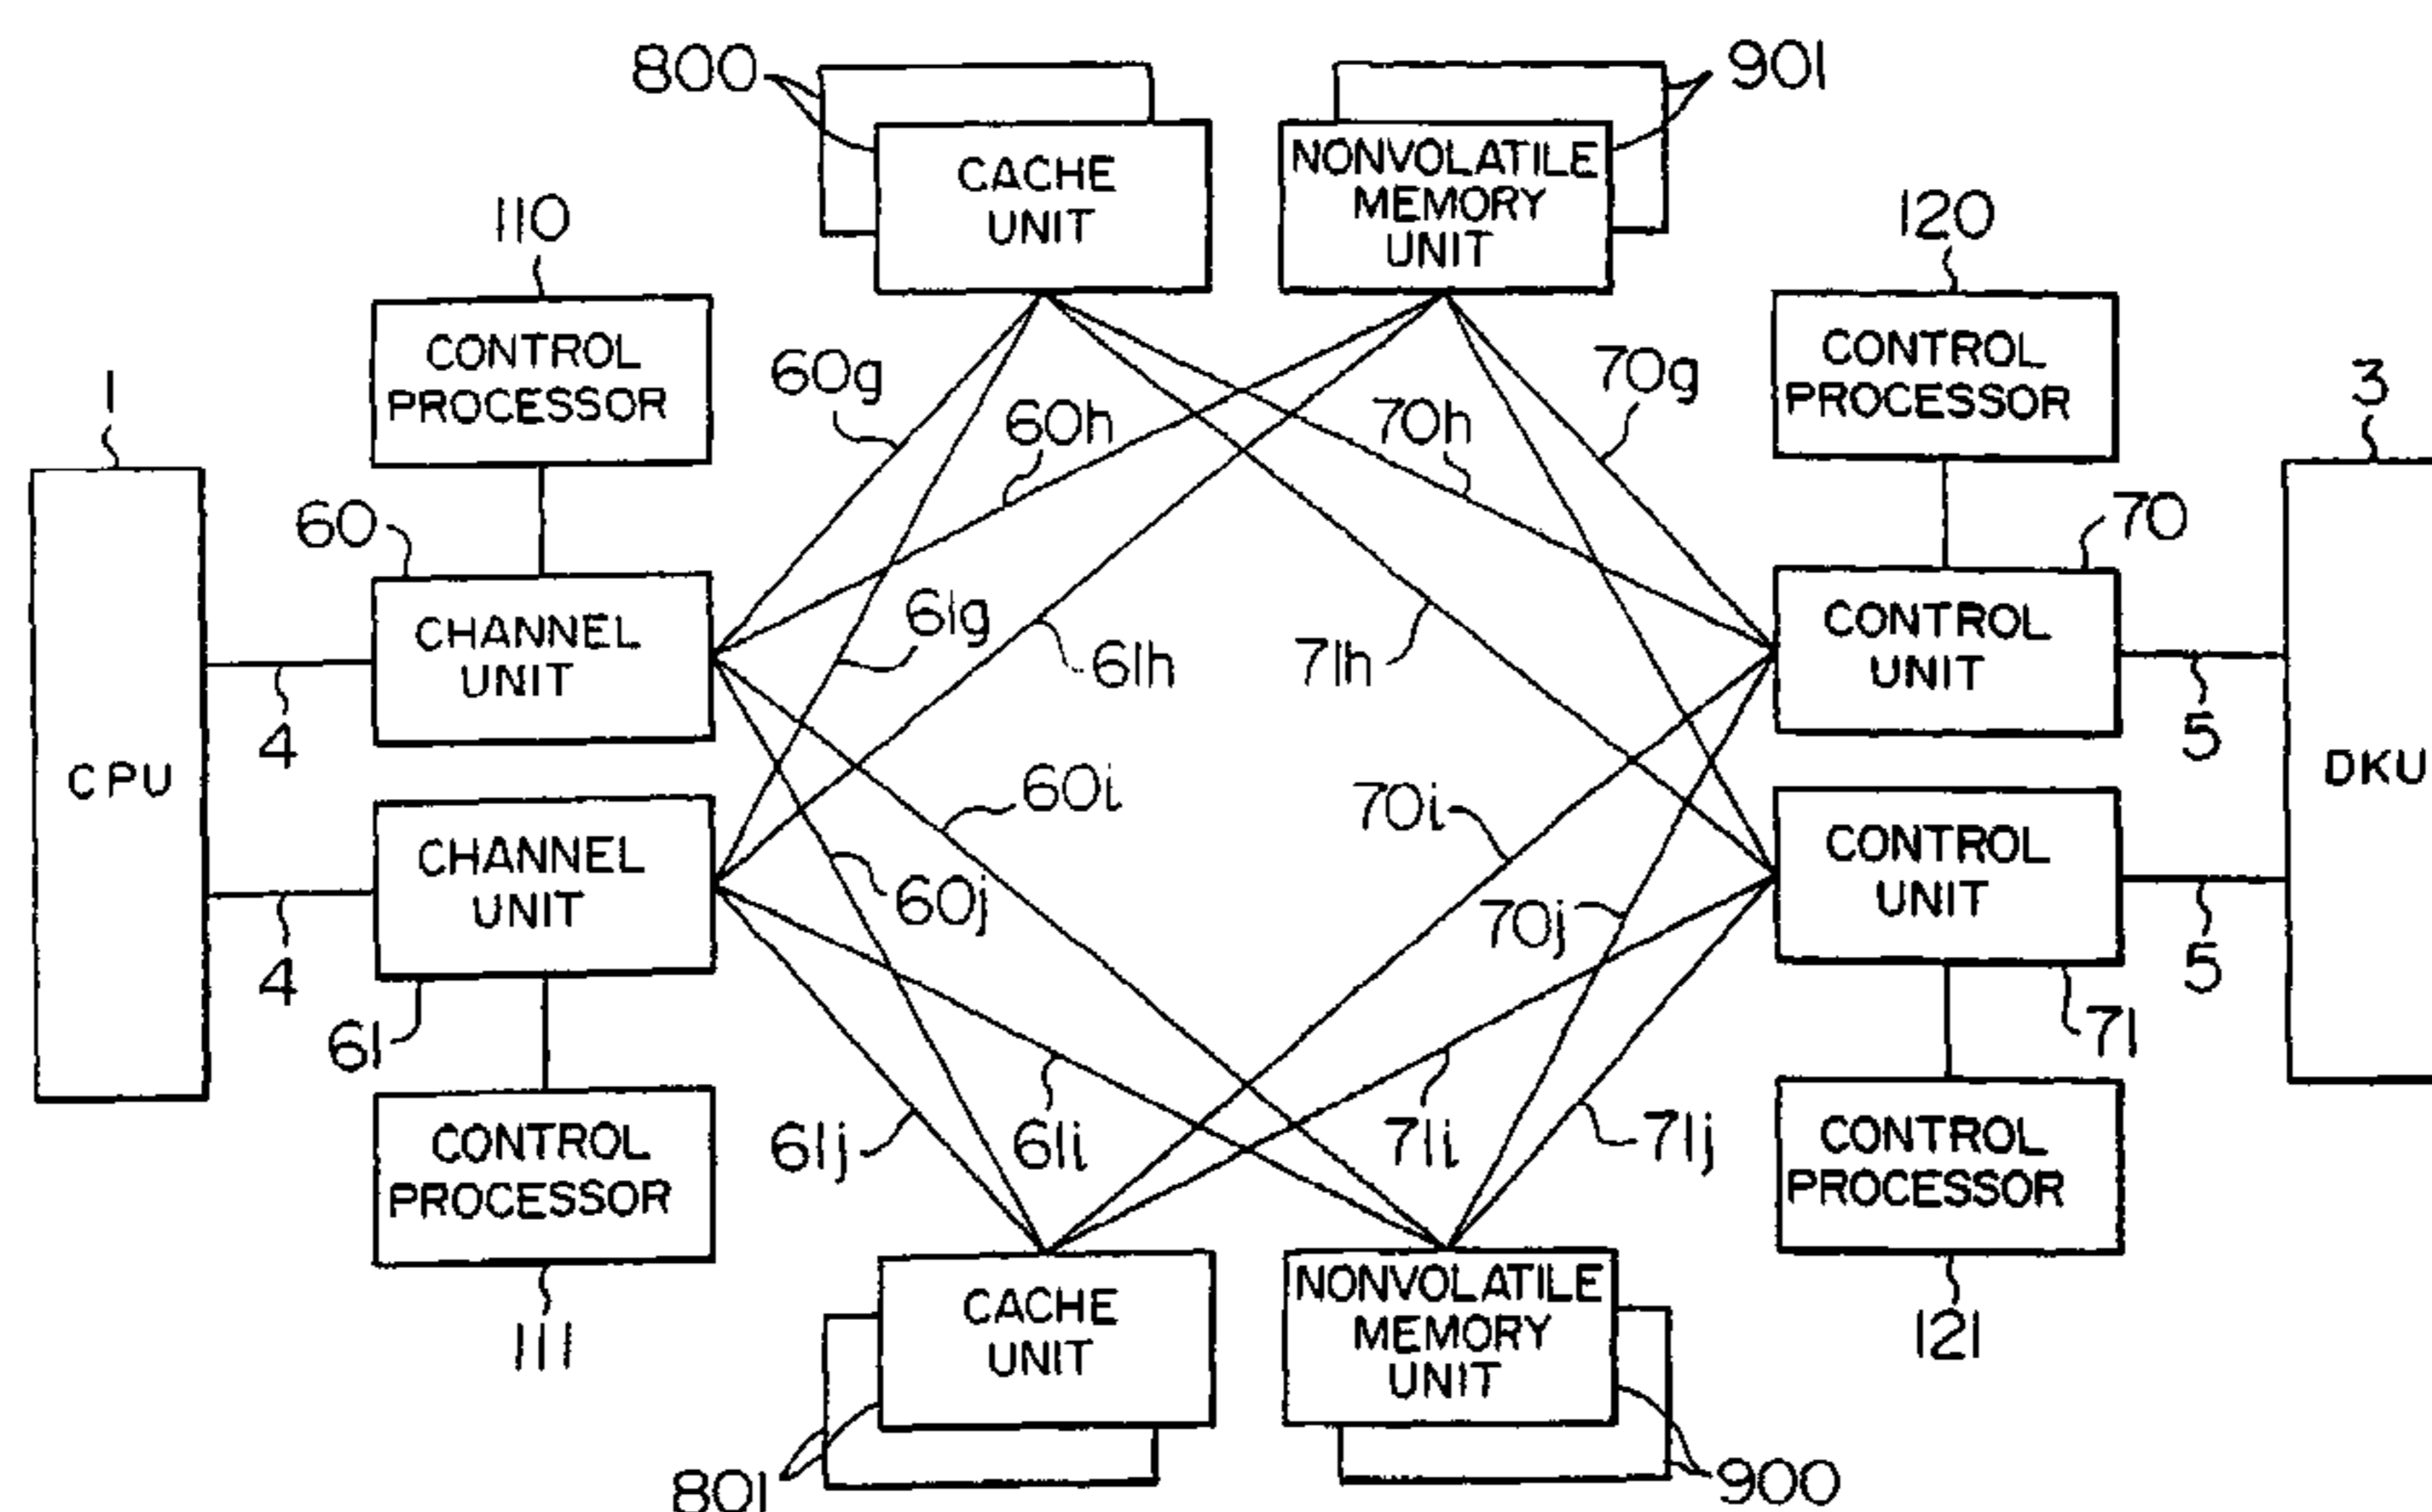 800
901
CACHE
UNIT
NONVOLATILE
MEMORY
UNIT
110
120
CONTROL
PROCESSOR
CONTROL
PROCESSOR
1
3
60g
60h
70h
70g
60
70
CHANNEL
UNIT
61g
61h
71h
CONTROL
UNIT
4
5
CPU
DKU
60i
70i
CHANNEL
UNIT
60j
70j
CONTROL
UNIT
4
5
61
71
61j
61i
71i
71j
CONTROL
PROCESSOR
CONTROL
PROCESSOR
111
121
CACHE
UNIT
NONVOLATILE
MEMORY
UNIT
801
900